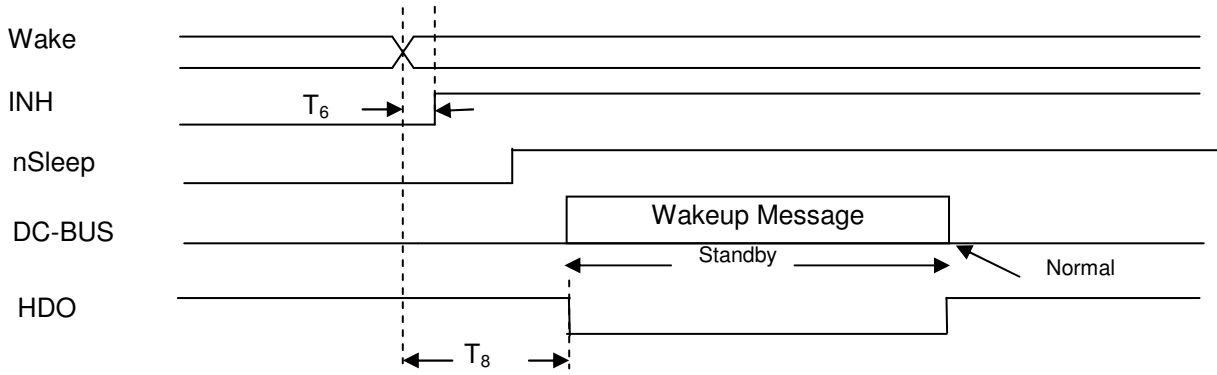 Wake
INH
T6
nSleep
DC-BUS
Wakeup Message
Standby
Normal
HDO
T8